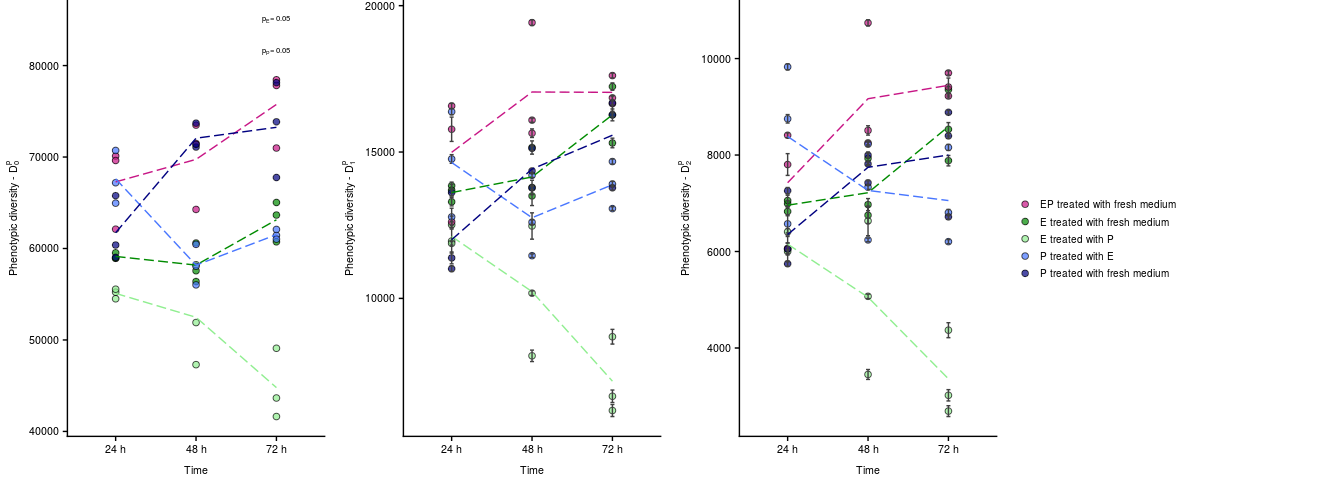 p_E = 0.05
p_P = 0.05
80000
70000
60000
50000
40000
24 h 48 h 72 h
Time
Phenotypic diversity - D_0^P
20000
15000
10000
24 h 48 h 72 h
Time
Phenotypic diversity - D_1^P
10000
8000
6000
4000
24 h 48 h 72 h
Time
Phenotypic diversity - D_2^P
EP treated with fresh medium
E treated with fresh medium
E treated with P
P treated with E
P treated with fresh medium